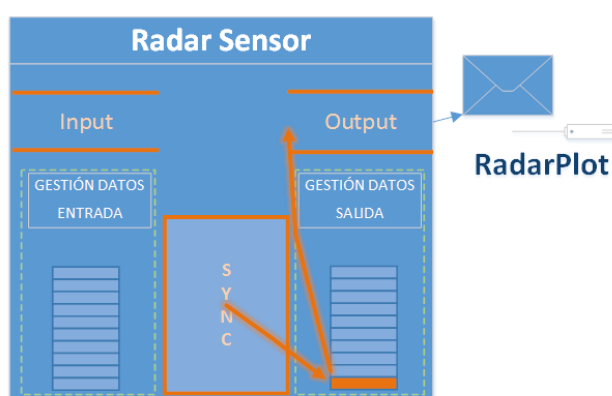 Radar Sensor
Input
Output
RadarPlot
GESTIÓN DATOS
ENTRADA
GESTIÓN DATOS
SALIDA
S
Y
N
C